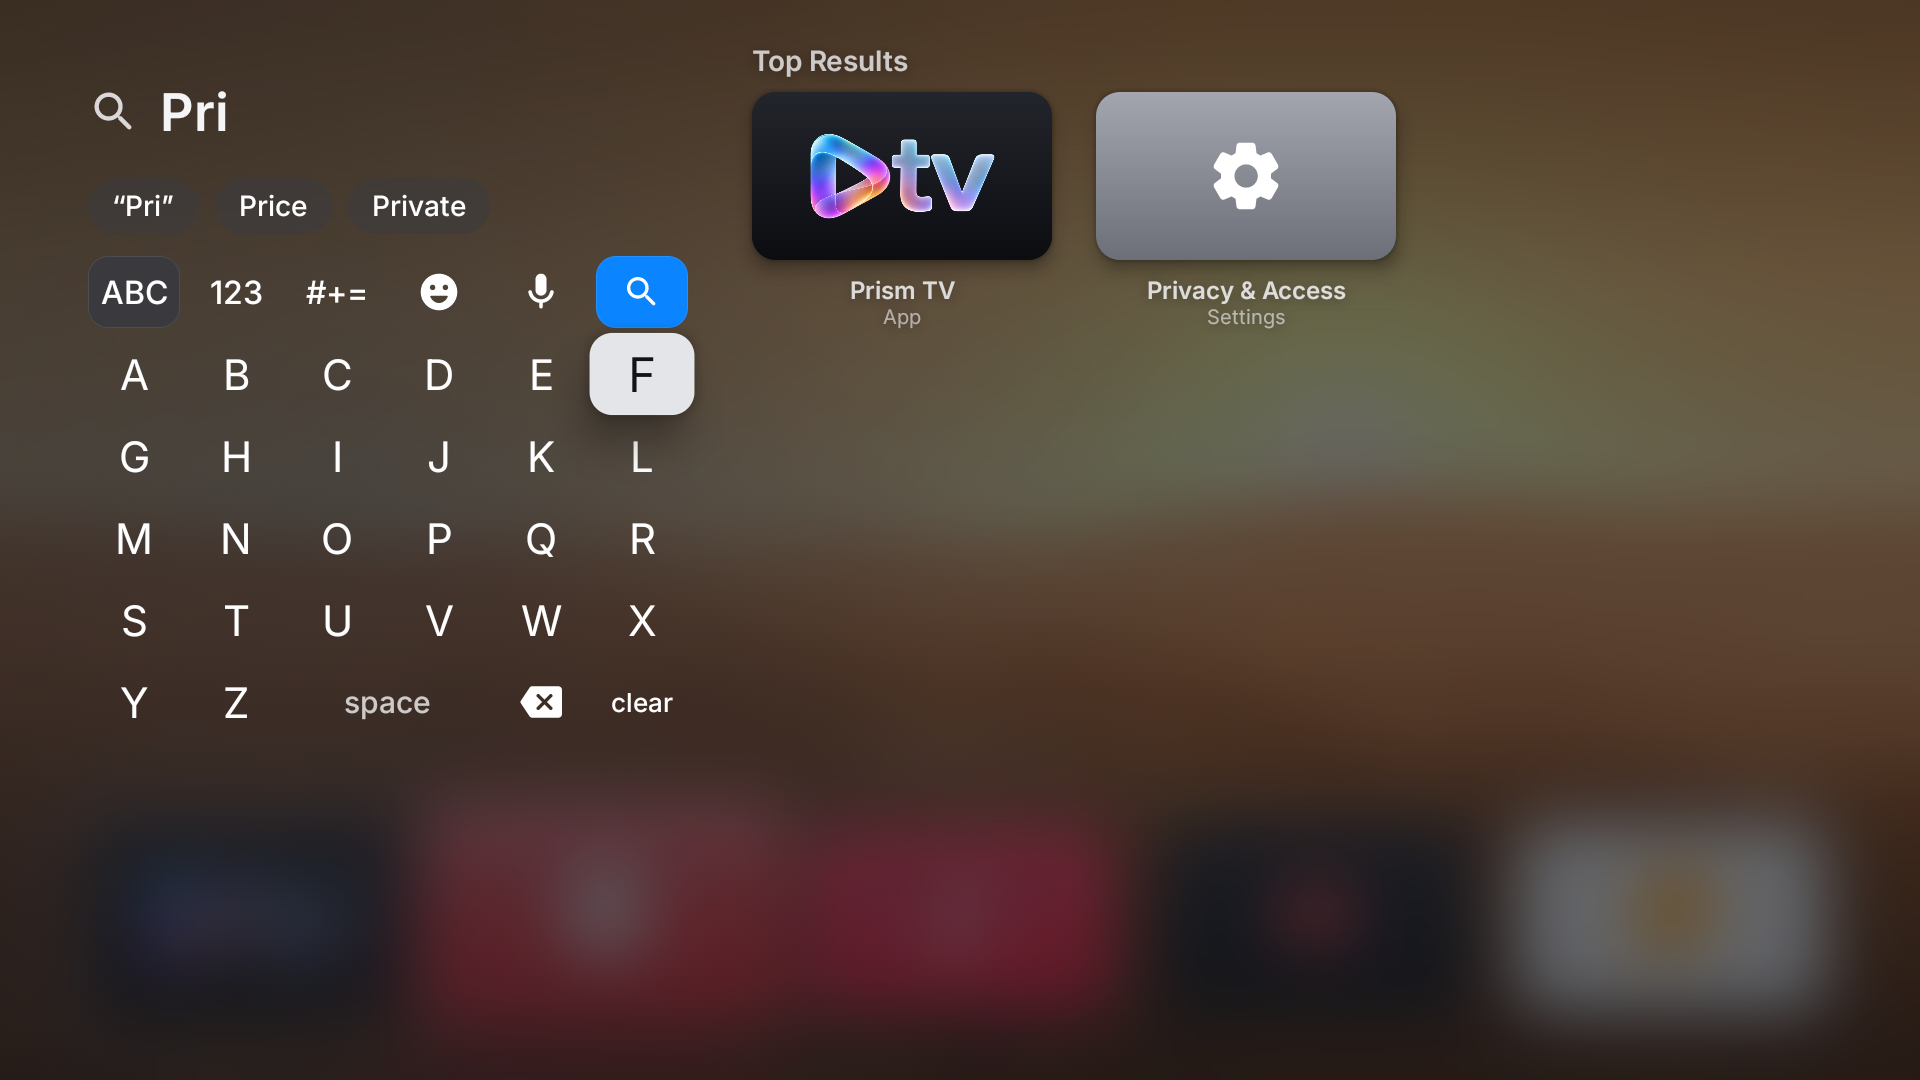 Pri
“Pri”
Price
Private
ABC
123
#+=
A B C D E F
G H I J K L
M N O P Q R
S T U V W X
Y Z space clear
Top Results
tv
Prism TV
App
Privacy & Access
Settings